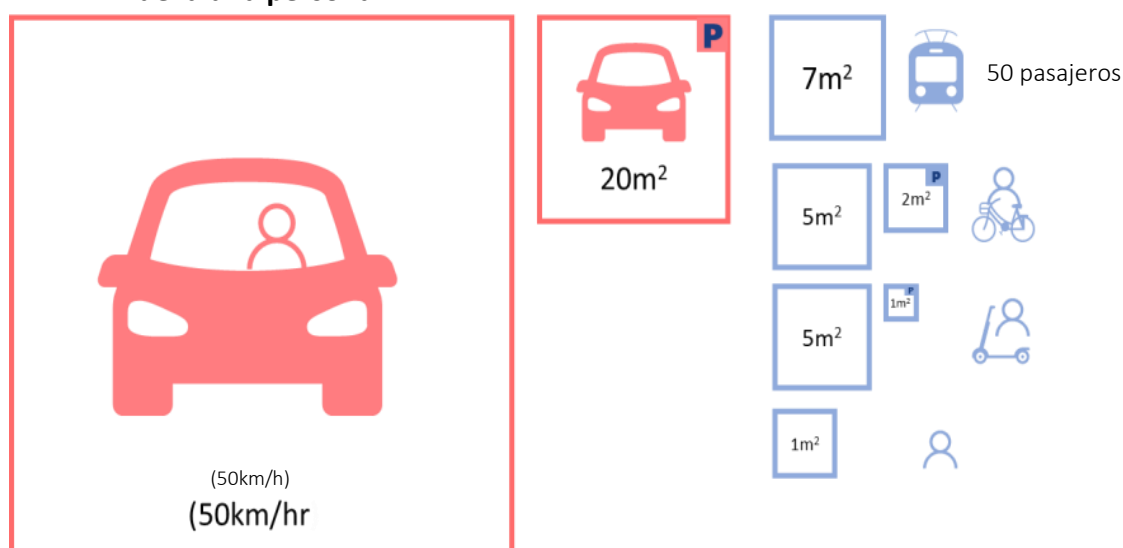 (50km/h)
(50km/hr
P
20m²
7m²
50 pasajeros
5m²
P
2m²
5m²
P
1m²
1m²